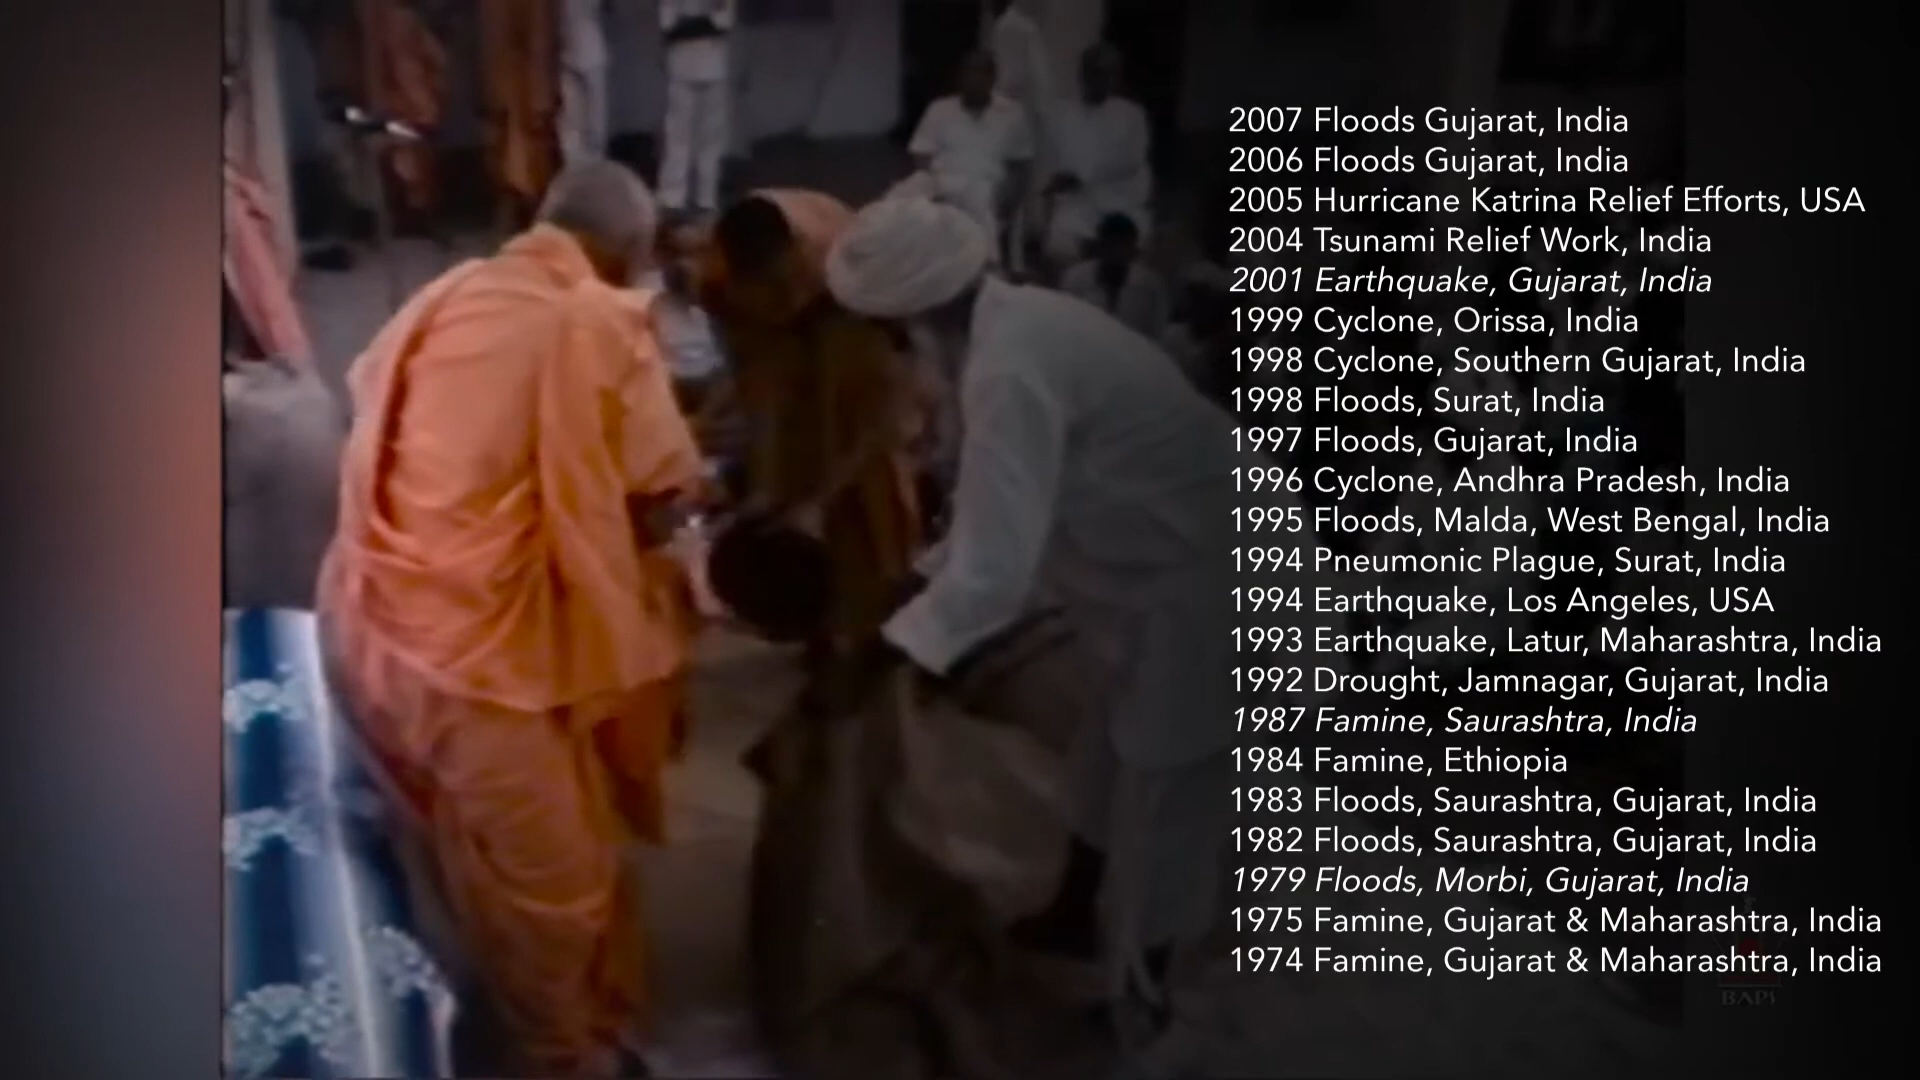 2007 Floods Gujarat, India
2006 Floods Gujarat, India
2005 Hurricane Katrina Relief Efforts, USA
2004 Tsunami Relief Work, India
2001 Earthquake, Gujarat, India
1999 Cyclone, Orissa, India
1998 Cyclone, Southern Gujarat, India
1998 Floods, Surat, India
1997 Floods, Gujarat, India
1996 Cyclone, Andhra Pradesh, India
1995 Floods, Malda, West Bengal, India
1994 Pneumonic Plague, Surat, India
1994 Earthquake, Los Angeles, USA
1993 Earthquake, Latur, Maharashtra, India
1992 Drought, Jamnagar, Gujarat, India
1987 Famine, Saurashtra, India
1984 Famine, Ethiopia
1983 Floods, Saurashtra, Gujarat, India
1982 Floods, Saurashtra, Gujarat, India
1979 Floods, Morbi, Gujarat, India
1975 Famine, Gujarat & Maharashtra, India
1974 Famine, Gujarat & Maharashtra, India
BAPS